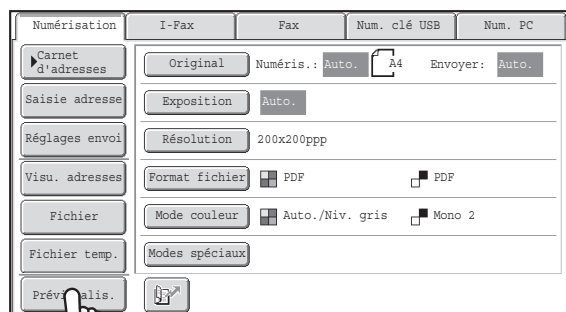 Numérisation I-Fax Fax Num. clé USB Num. PC
Carnet d'adresses
Original Numéris.: Auto. A4 Envoyer: Auto.
Saisie adresse
Exposition Auto.
Réglages envoi
Résolution 200x200ppp
Visu. adresses
Format fichier PDF PDF
Fichier
Mode couleur Auto./Niv. gris Mono 2
Fichier temp.
Modes spéciaux